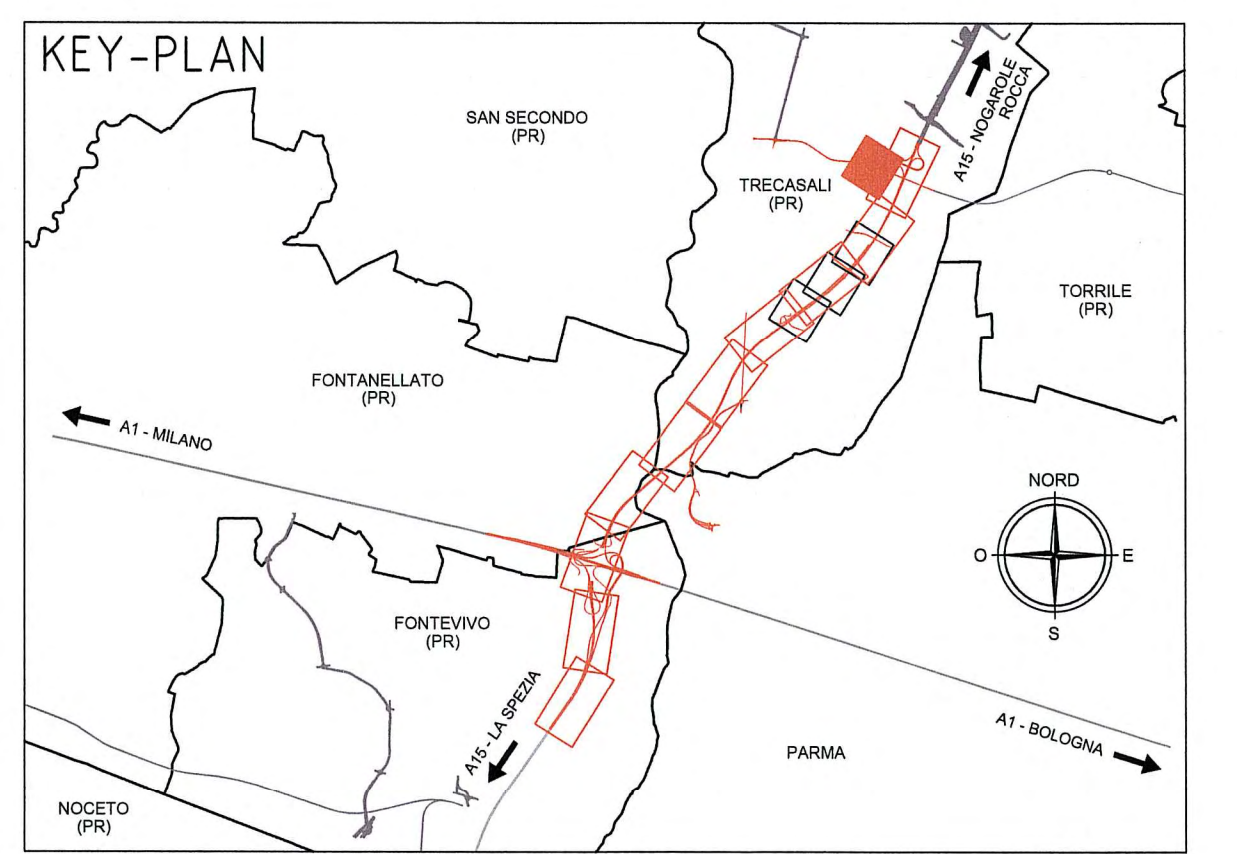 KEY-PLAN
SAN SECONDO
(PR)
A15 - NOGAROLE
ROCCA
TRECASALI
(PR)
TORRILE
(PR)
FONTANELLATO
(PR)
A1 - MILANO
NORD
O
E
S
FONTEVIVO
(PR)
A15 - LA SPEZIA
A1 - BOLOGNA
PARMA
NOCETO
(PR)